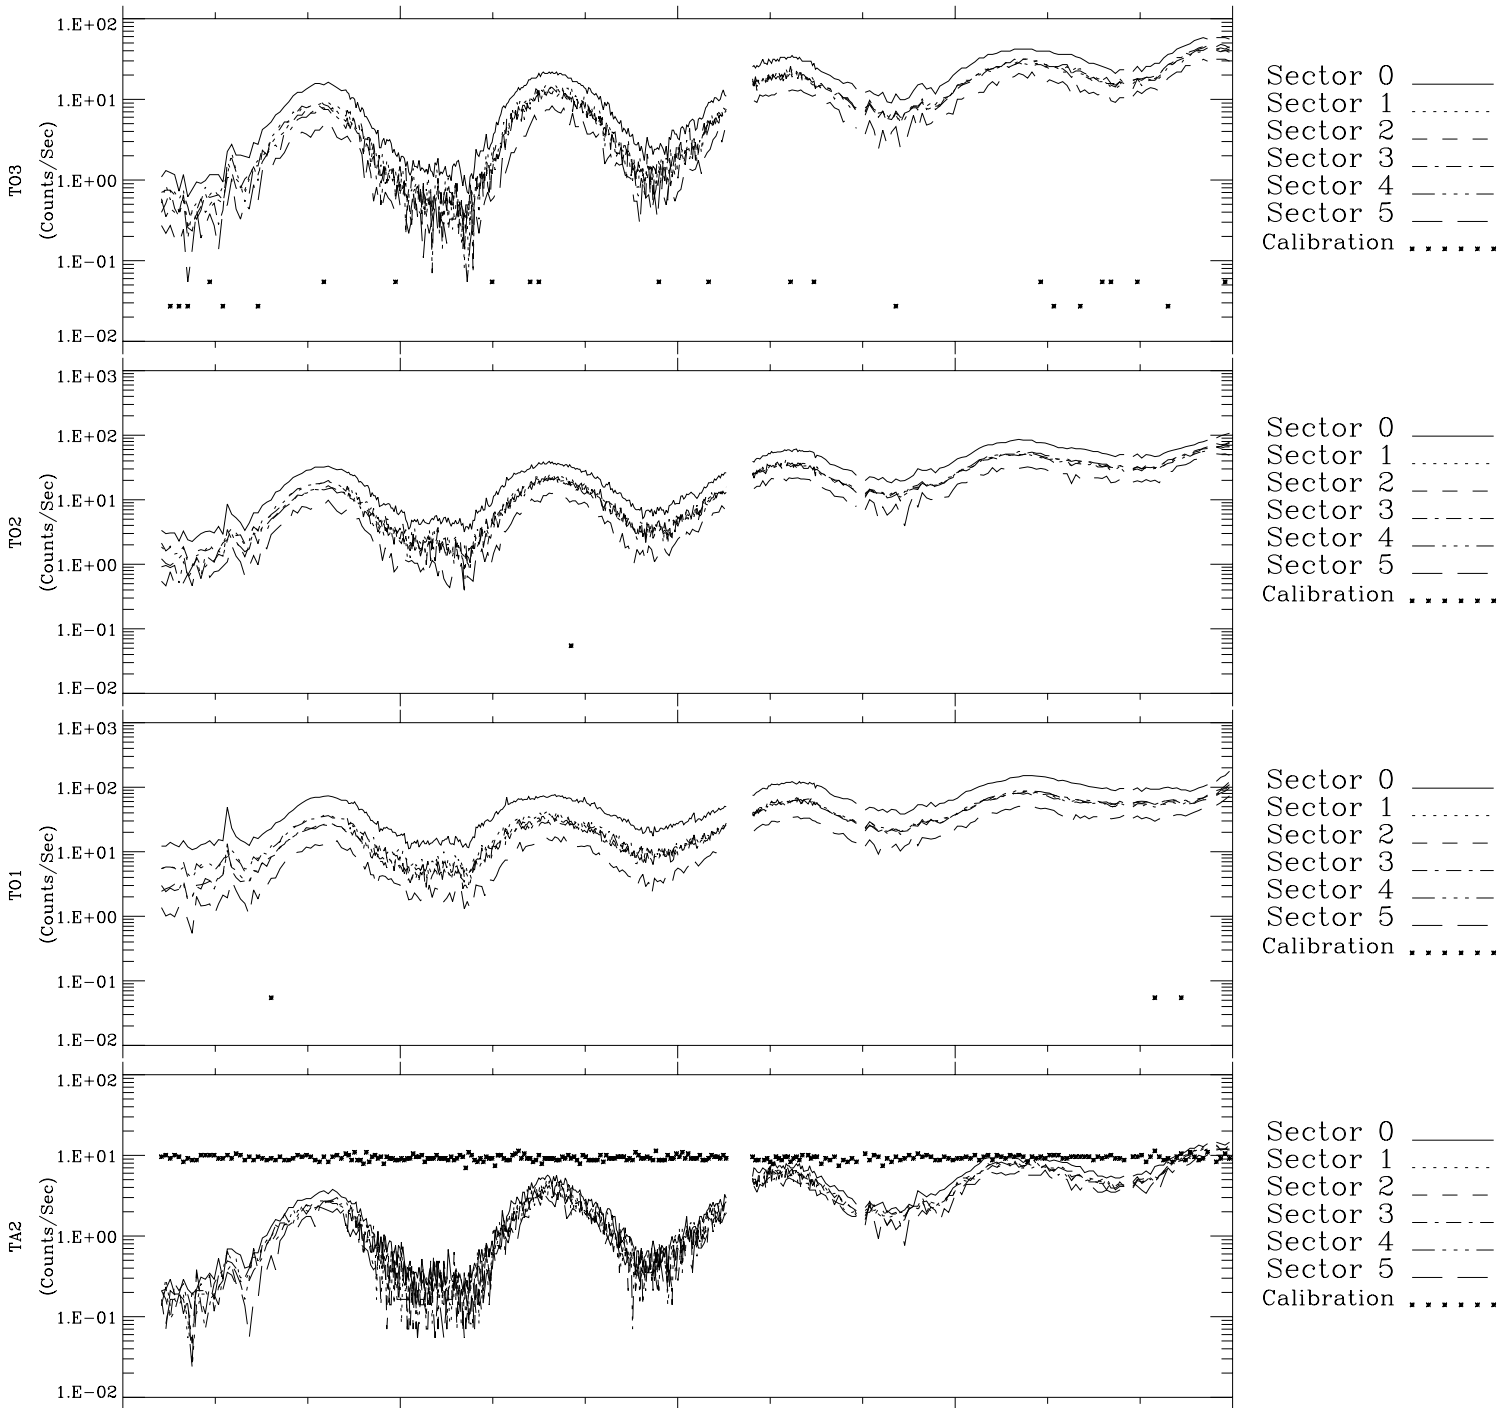 1.E+02
1.E+01
1.E+00
1.E-01
1.E-02
TO3
(Counts/Sec)
Sector 0
Sector 1
Sector 2
Sector 3
Sector 4
Sector 5
Calibration
1.E+03
1.E+02
1.E+01
1.E+00
1.E-01
1.E-02
TO2
(Counts/Sec)
Sector 0
Sector 1
Sector 2
Sector 3
Sector 4
Sector 5
Calibration
1.E+03
1.E+02
1.E+01
1.E+00
1.E-01
1.E-02
TO1
(Counts/Sec)
Sector 0
Sector 1
Sector 2
Sector 3
Sector 4
Sector 5
Calibration
1.E+02
1.E+01
1.E+00
1.E-01
1.E-02
TA2
(Counts/Sec)
Sector 0
Sector 1
Sector 2
Sector 3
Sector 4
Sector 5
Calibration